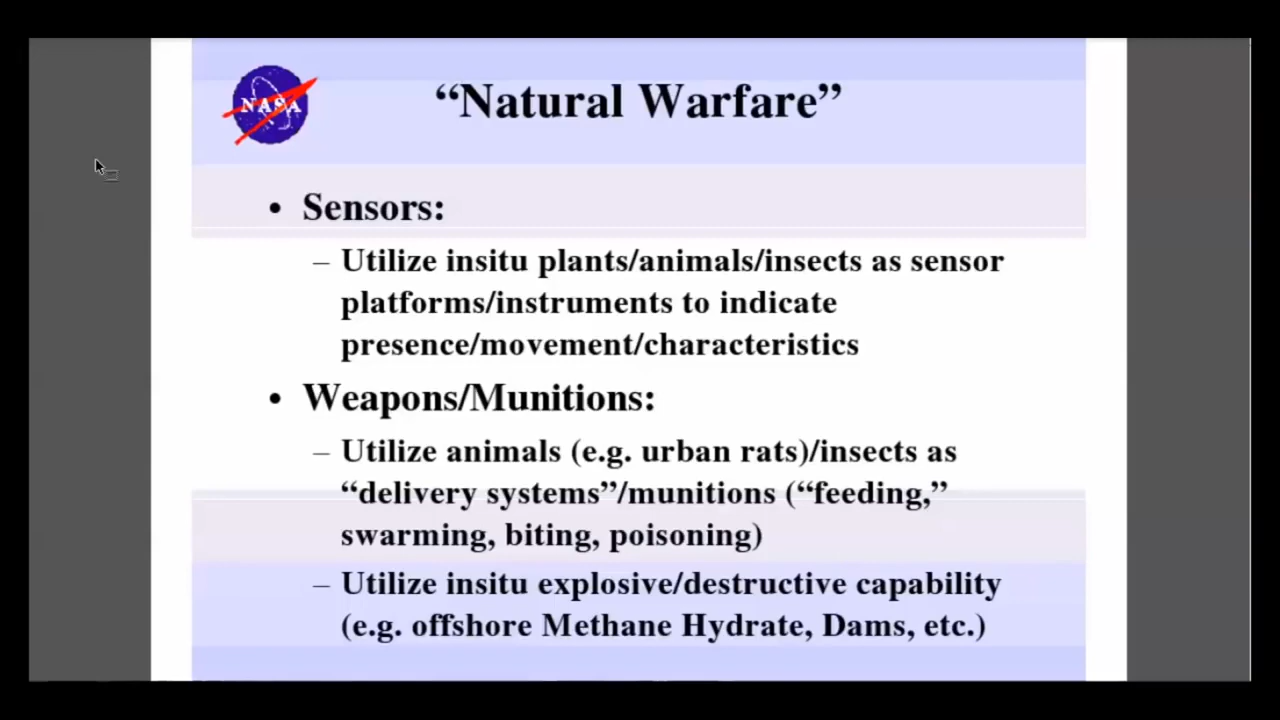 NASA
“Natural Warfare”
• Sensors:
– Utilize insitu plants/animals/insects as sensor
platforms/instruments to indicate
presence/movement/characteristics
• Weapons/Munitions:
– Utilize animals (e.g. urban rats)/insects as
“delivery systems”/munitions (“feeding,”
swarming, biting, poisoning)
– Utilize insitu explosive/destructive capability
(e.g. offshore Methane Hydrate, Dams, etc.)